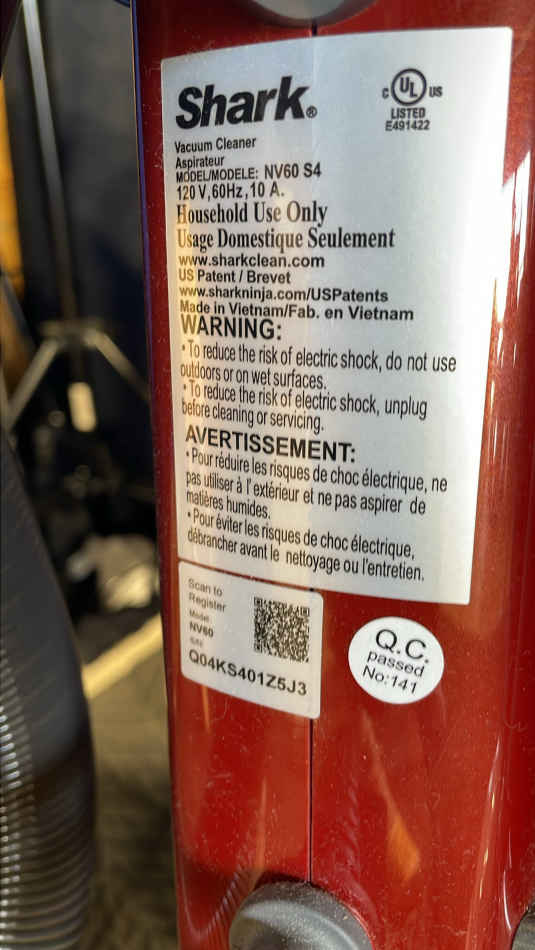 Shark®
C UL US
LISTED
E491422
Vacuum Cleaner
Aspirateur
MODEL/MODELE: NV60 S4
120 V, 60Hz, 10 A.
Household Use Only
Usage Domestique Seulement
www.sharkclean.com
US Patent / Brevet
www.sharkninja.com/USPatents
Made in Vietnam/Fab. en Vietnam
WARNING:
• To reduce the risk of electric shock, do not use
outdoors or on wet surfaces.
• To reduce the risk of electric shock, unplug
before cleaning or servicing.
AVERTISSEMENT:
• Pour réduire les risques de choc électrique, ne
pas utiliser à l' extérieur et ne pas aspirer de
matières humides.
• Pour éviter les risques de choc électrique,
débrancher avant le nettoyage ou l'entretien.
Scan to
Register
Model:
NV60
S/N:
Q04KS401Z5J3
Q.C.
passed
No:141